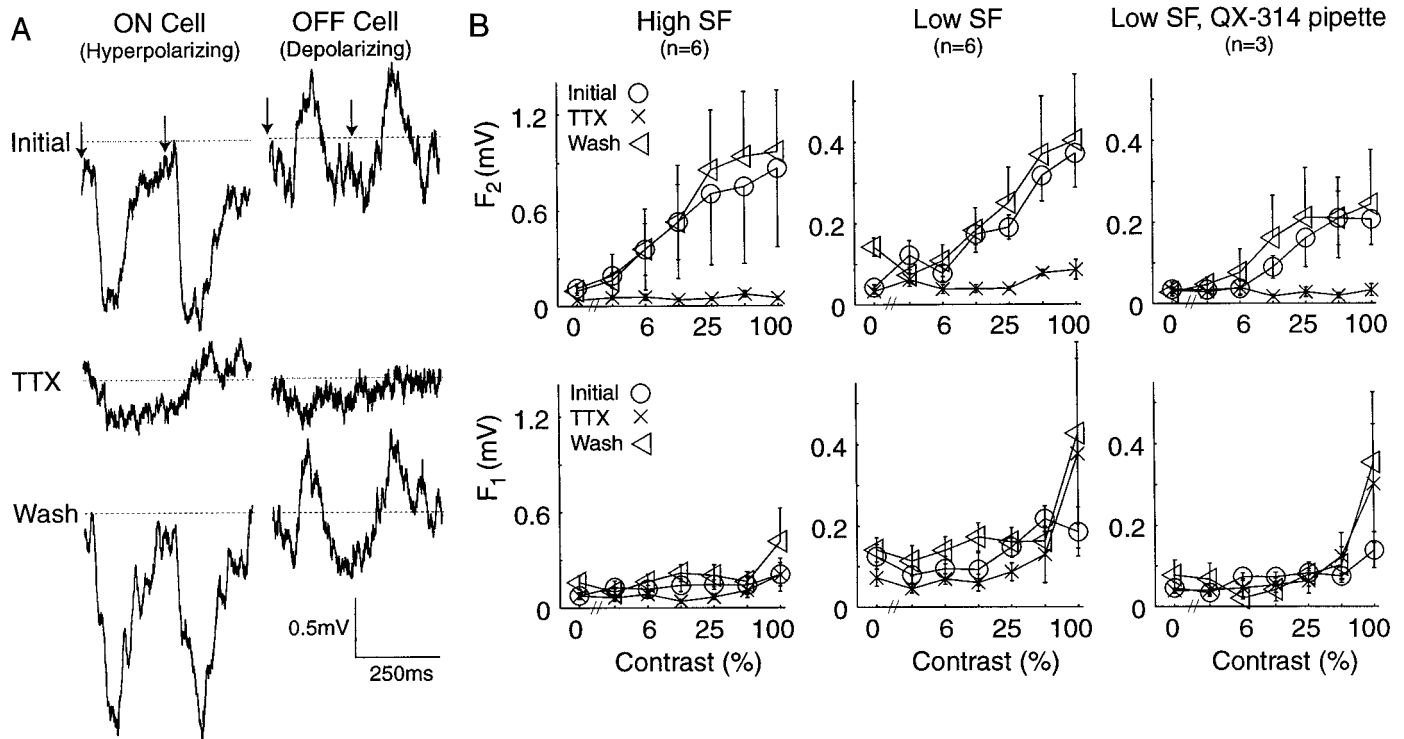 A
ON Cell
(Hyperpolarizing)
OFF Cell
(Depolarizing)
Initial
TTX
Wash
0.5mV
250ms
B
High SF
(n=6)
Low SF
(n=6)
Low SF, QX-314 pipette
(n=3)
Initial
TTX
Wash
F2 (mV)
1.2
0.6
0
0 6 25 100
0.4
0.2
0
0 6 25 100
0.4
0.2
0
0 6 25 100
Initial
TTX
Wash
F1 (mV)
1.2
0.6
0
0 6 25 100
Contrast (%)
0.4
0.2
0
0 6 25 100
Contrast (%)
0.4
0.2
0
0 6 25 100
Contrast (%)